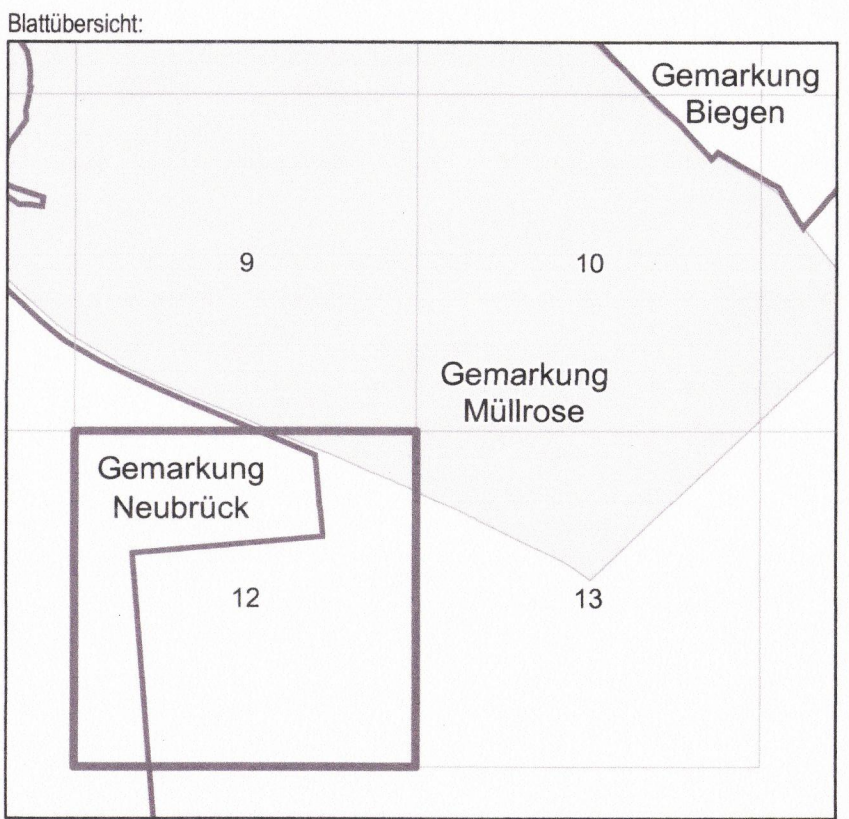 Blattübersicht:
Gemarkung
Biegen
9
10
Gemarkung
Müllrose
Gemarkung
Neubrück
12
13